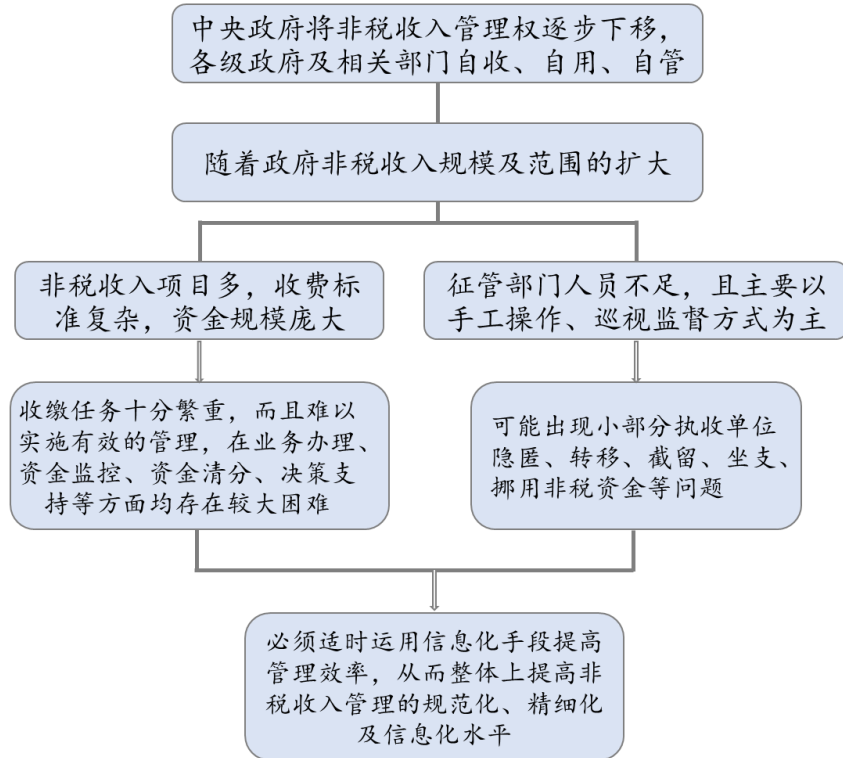 中央政府将非税收入管理权逐步下移，
各级政府及相关部门自收、自用、自管
随着政府非税收入规模及范围的扩大
非税收入项目多，收费标
准复杂，资金规模庞大
征管部门人员不足，且主要以
手工操作、巡视监督方式为主
收缴任务十分繁重，而且难以
实施有效的管理，在业务办理、
资金监控、资金清分、决策支
持等方面均存在较大困难
可能出现小部分执收单位
隐匿、转移、截留、坐支、
挪用非税资金等问题
必须适时运用信息化手段提高
管理效率，从而整体上提高非
税收入管理的规范化、精细化
及信息化水平